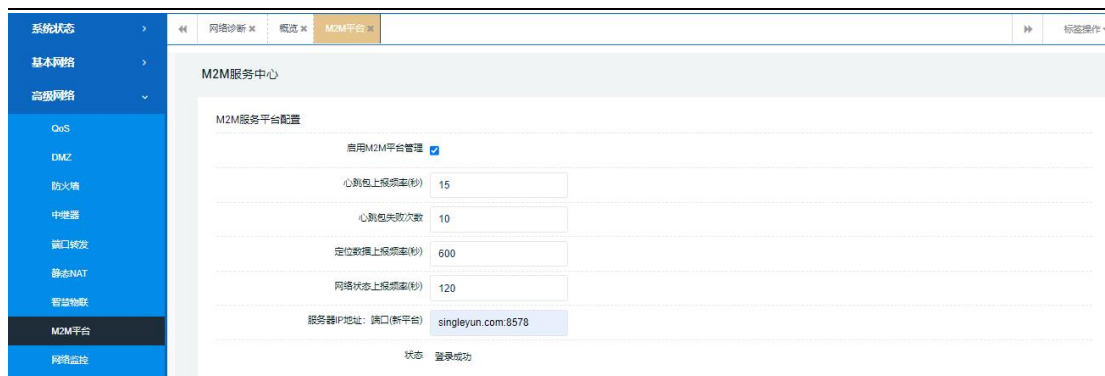 系统状态
网络诊断
概览
M2M平台
标签操作
基本网络
高级网络
QoS
DMZ
防火墙
中继器
端口转发
静态NAT
智慧物联
M2M平台
网络监控
M2M服务中心
M2M服务平台配置
启用M2M平台管理
心跳包上报频率(秒) 15
心跳包失败次数 10
定位数据上报频率(秒) 600
网络状态上报频率(秒) 120
服务器IP地址：端口(新平台) singleyun.com:8578
状态 登录成功